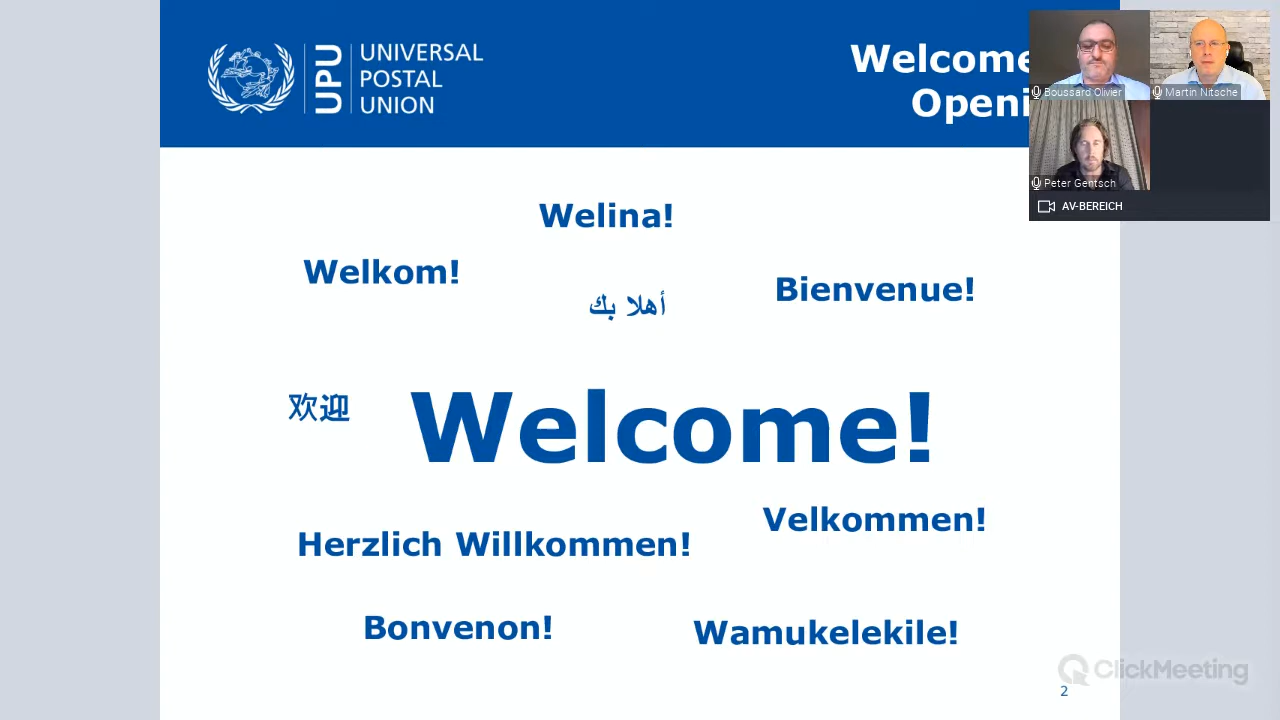 UPU
UNIVERSAL
POSTAL
UNION
Welcome
Openi
Boussard Olivier
Martin Nitsche
Peter Gentsch
AV-BEREICH
Welina!
Welkom!
Bienvenue!
أهلا بك
欢迎
Welcome!
Velkommen!
Herzlich Willkommen!
Bonvenon!
Wamukelekile!
ClickMeeting
2